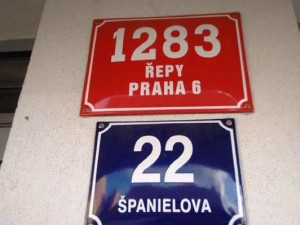 1283
ŘEPY
PRAHA 6
22
ŠPANIELOVA